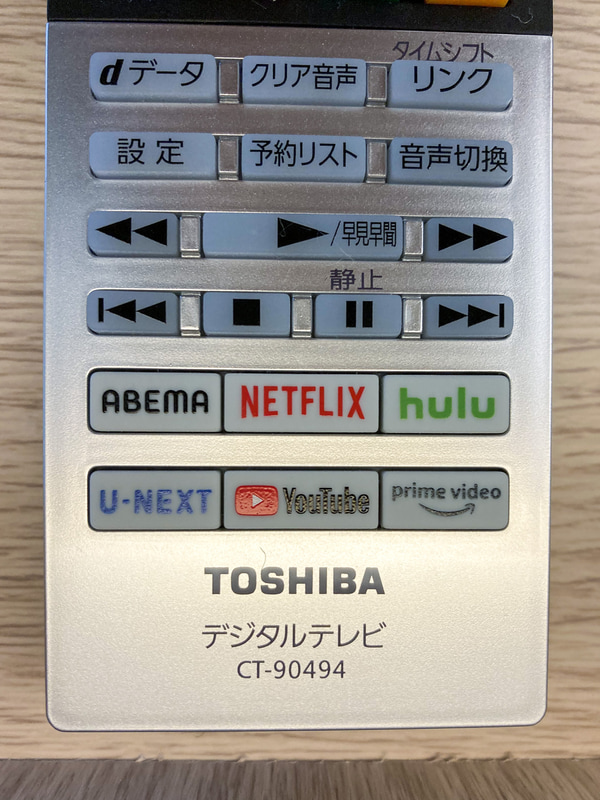 タイムシフト
dデータ クリア音声 リンク
設定 予約リスト 音声切換
/早見早聞
静止
ABEMA NETFLIX hulu
U-NEXT YouTube prime video
TOSHIBA
デジタルテレビ
CT-90494